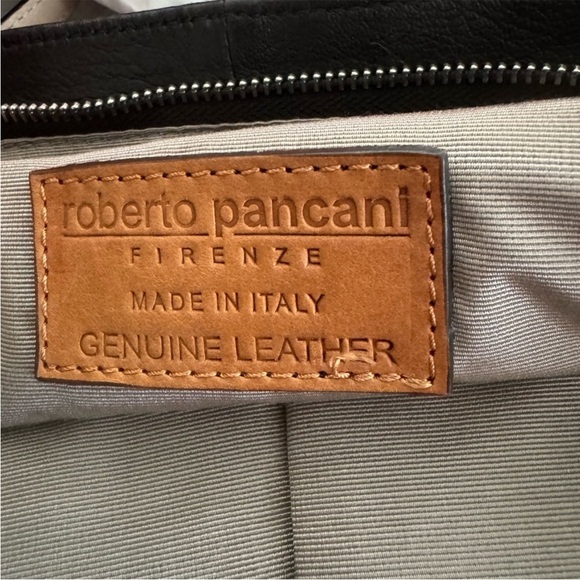 roberto pancani
FIRENZE
MADE IN ITALY
GENUINE LEATHER